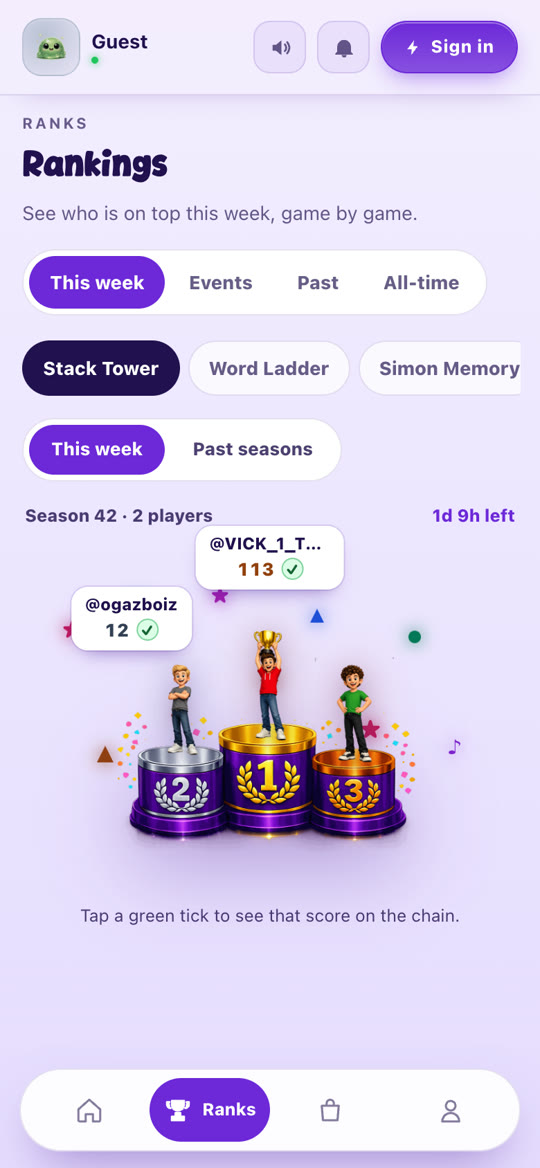 Guest
Sign in
RANKS
Rankings
See who is on top this week, game by game.
This week Events Past All-time
Stack Tower Word Ladder Simon Memory
This week Past seasons
Season 42 · 2 players 1d 9h left
@VICK_1_T...
113
@ogazboiz
12
2 1 3
Tap a green tick to see that score on the chain.
Ranks